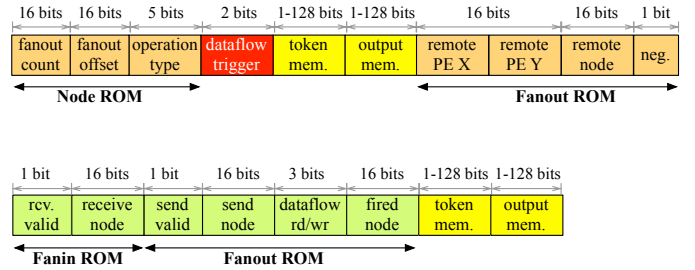 16 bits 16 bits 5 bits 2 bits 1-128 bits 1-128 bits 16 bits 16 bits 1 bit
fanout fanout operation dataflow token output remote remote remote neg.
count offset type trigger mem. mem. PE X PE Y node
Node ROM Fanout ROM
1 bit 16 bits 1 bit 16 bits 3 bits 16 bits 1-128 bits 1-128 bits
rcv. receive send send dataflow fired token output
valid node valid node rd/wr node mem. mem.
Fanin ROM Fanout ROM